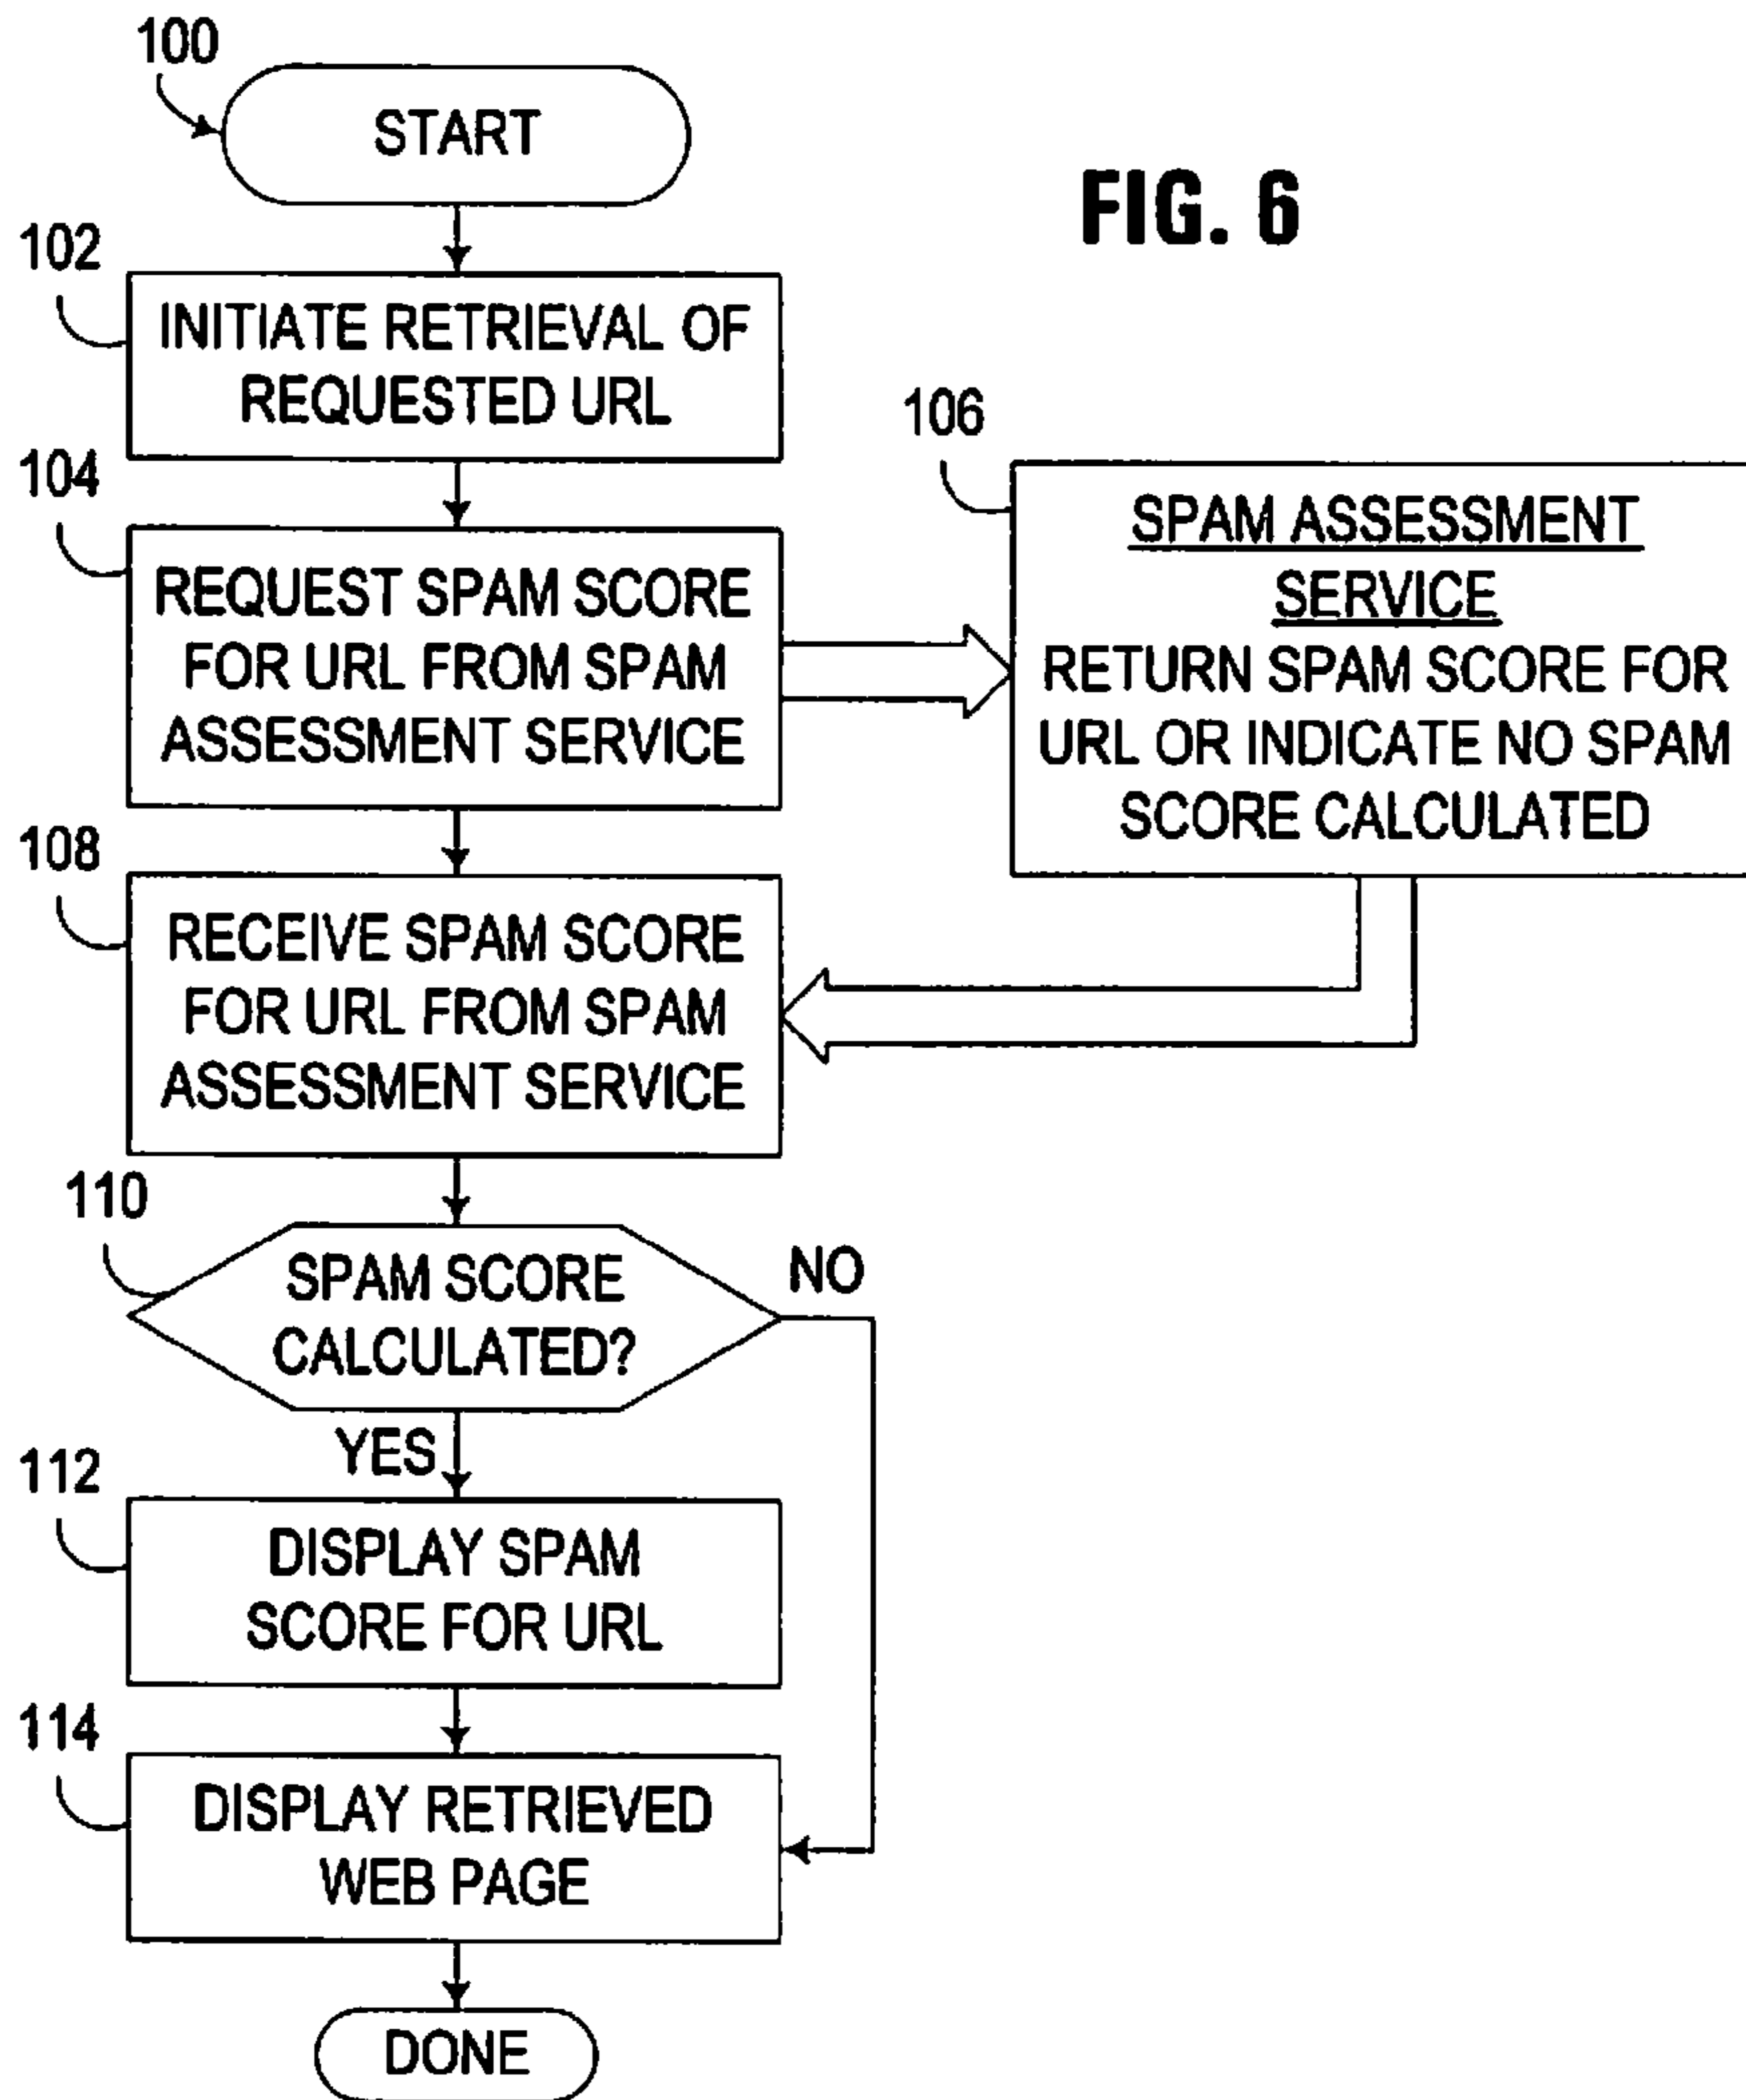 100
START
FIG. 6
102
INITIATE RETRIEVAL OF
REQUESTED URL
104
REQUEST SPAM SCORE
FOR URL FROM SPAM
ASSESSMENT SERVICE
106
SPAM ASSESSMENT
SERVICE
RETURN SPAM SCORE FOR
URL OR INDICATE NO SPAM
SCORE CALCULATED
108
RECEIVE SPAM SCORE
FOR URL FROM SPAM
ASSESSMENT SERVICE
110
SPAM SCORE
CALCULATED?
NO
YES
112
DISPLAY SPAM
SCORE FOR URL
114
DISPLAY RETRIEVED
WEB PAGE
DONE